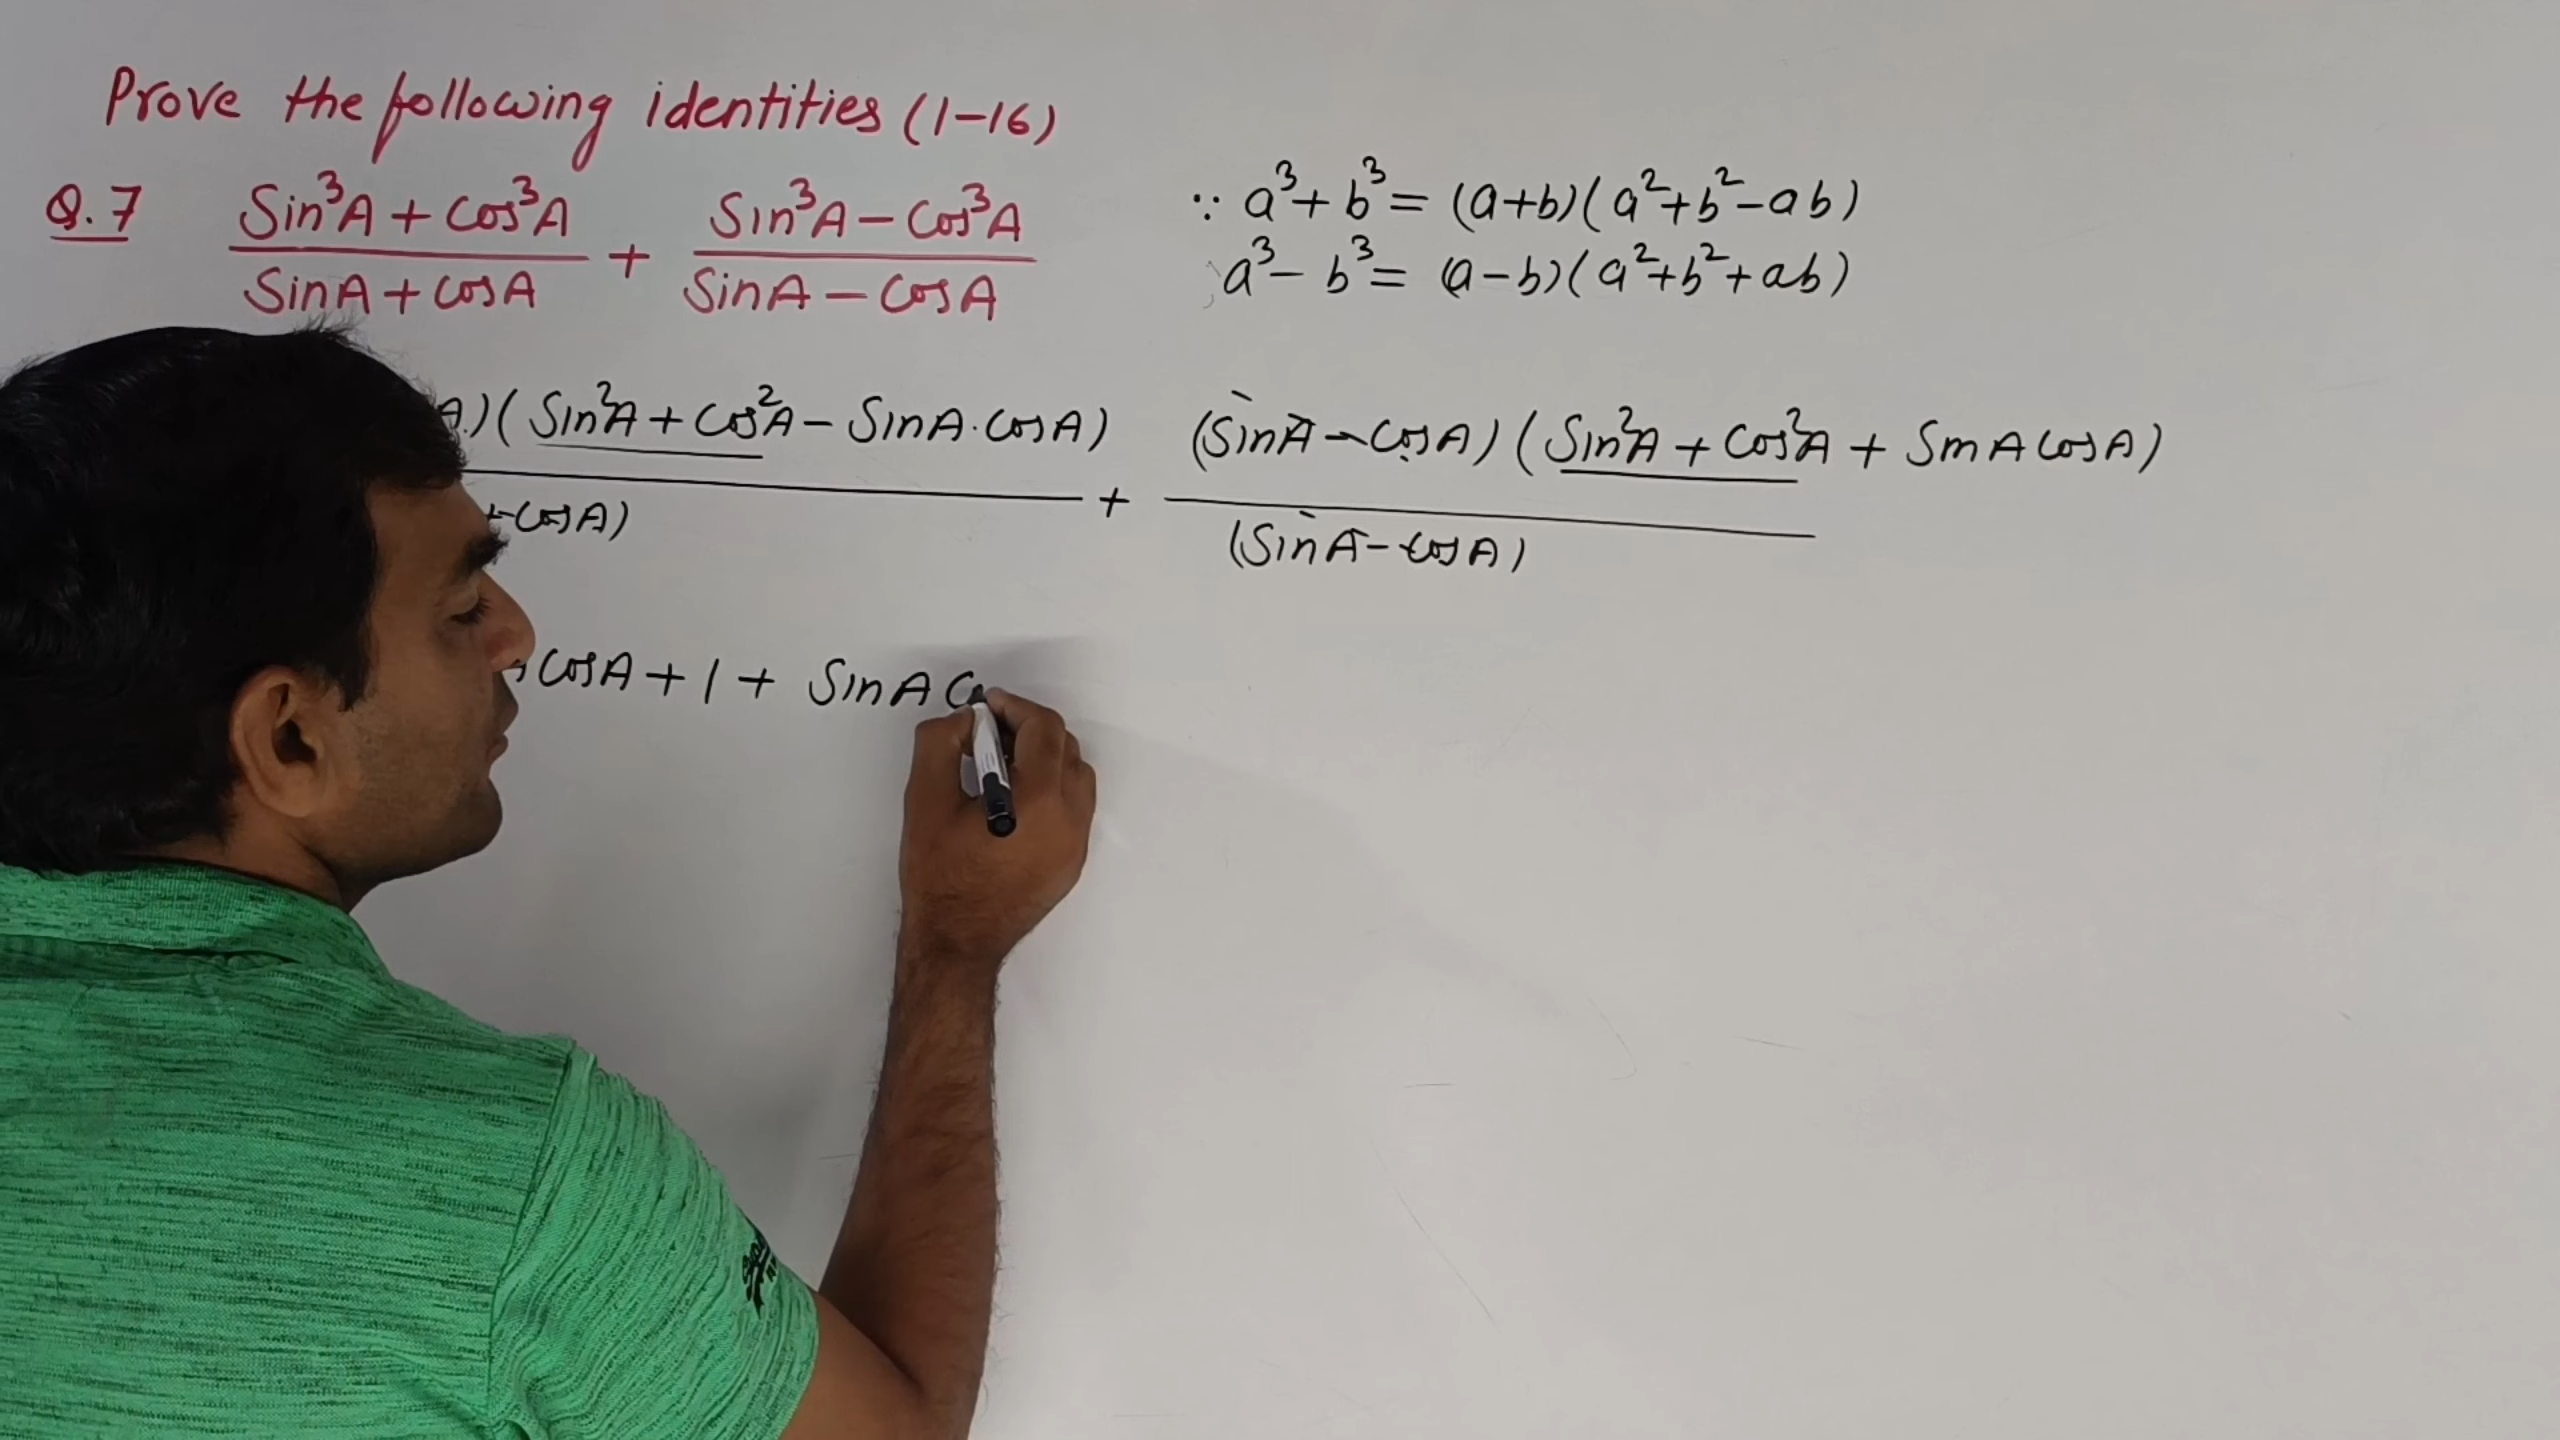 Prove the following identities (1-16)
Q.7 Sin³A + Cos³A / SinA + CosA + Sin³A - Cos³A / SinA - CosA
∵ a³ + b³ = (a+b)(a²+b²-ab)
a³ - b³ = (a-b)(a²+b²+ab)
A)(Sin²A + Cos²A - SinA.CosA) / + CosA) + (SinA - CosA)(Sin²A + Cos²A + SinA CosA) / (SinA - CosA)
CosA + 1 + SinA C